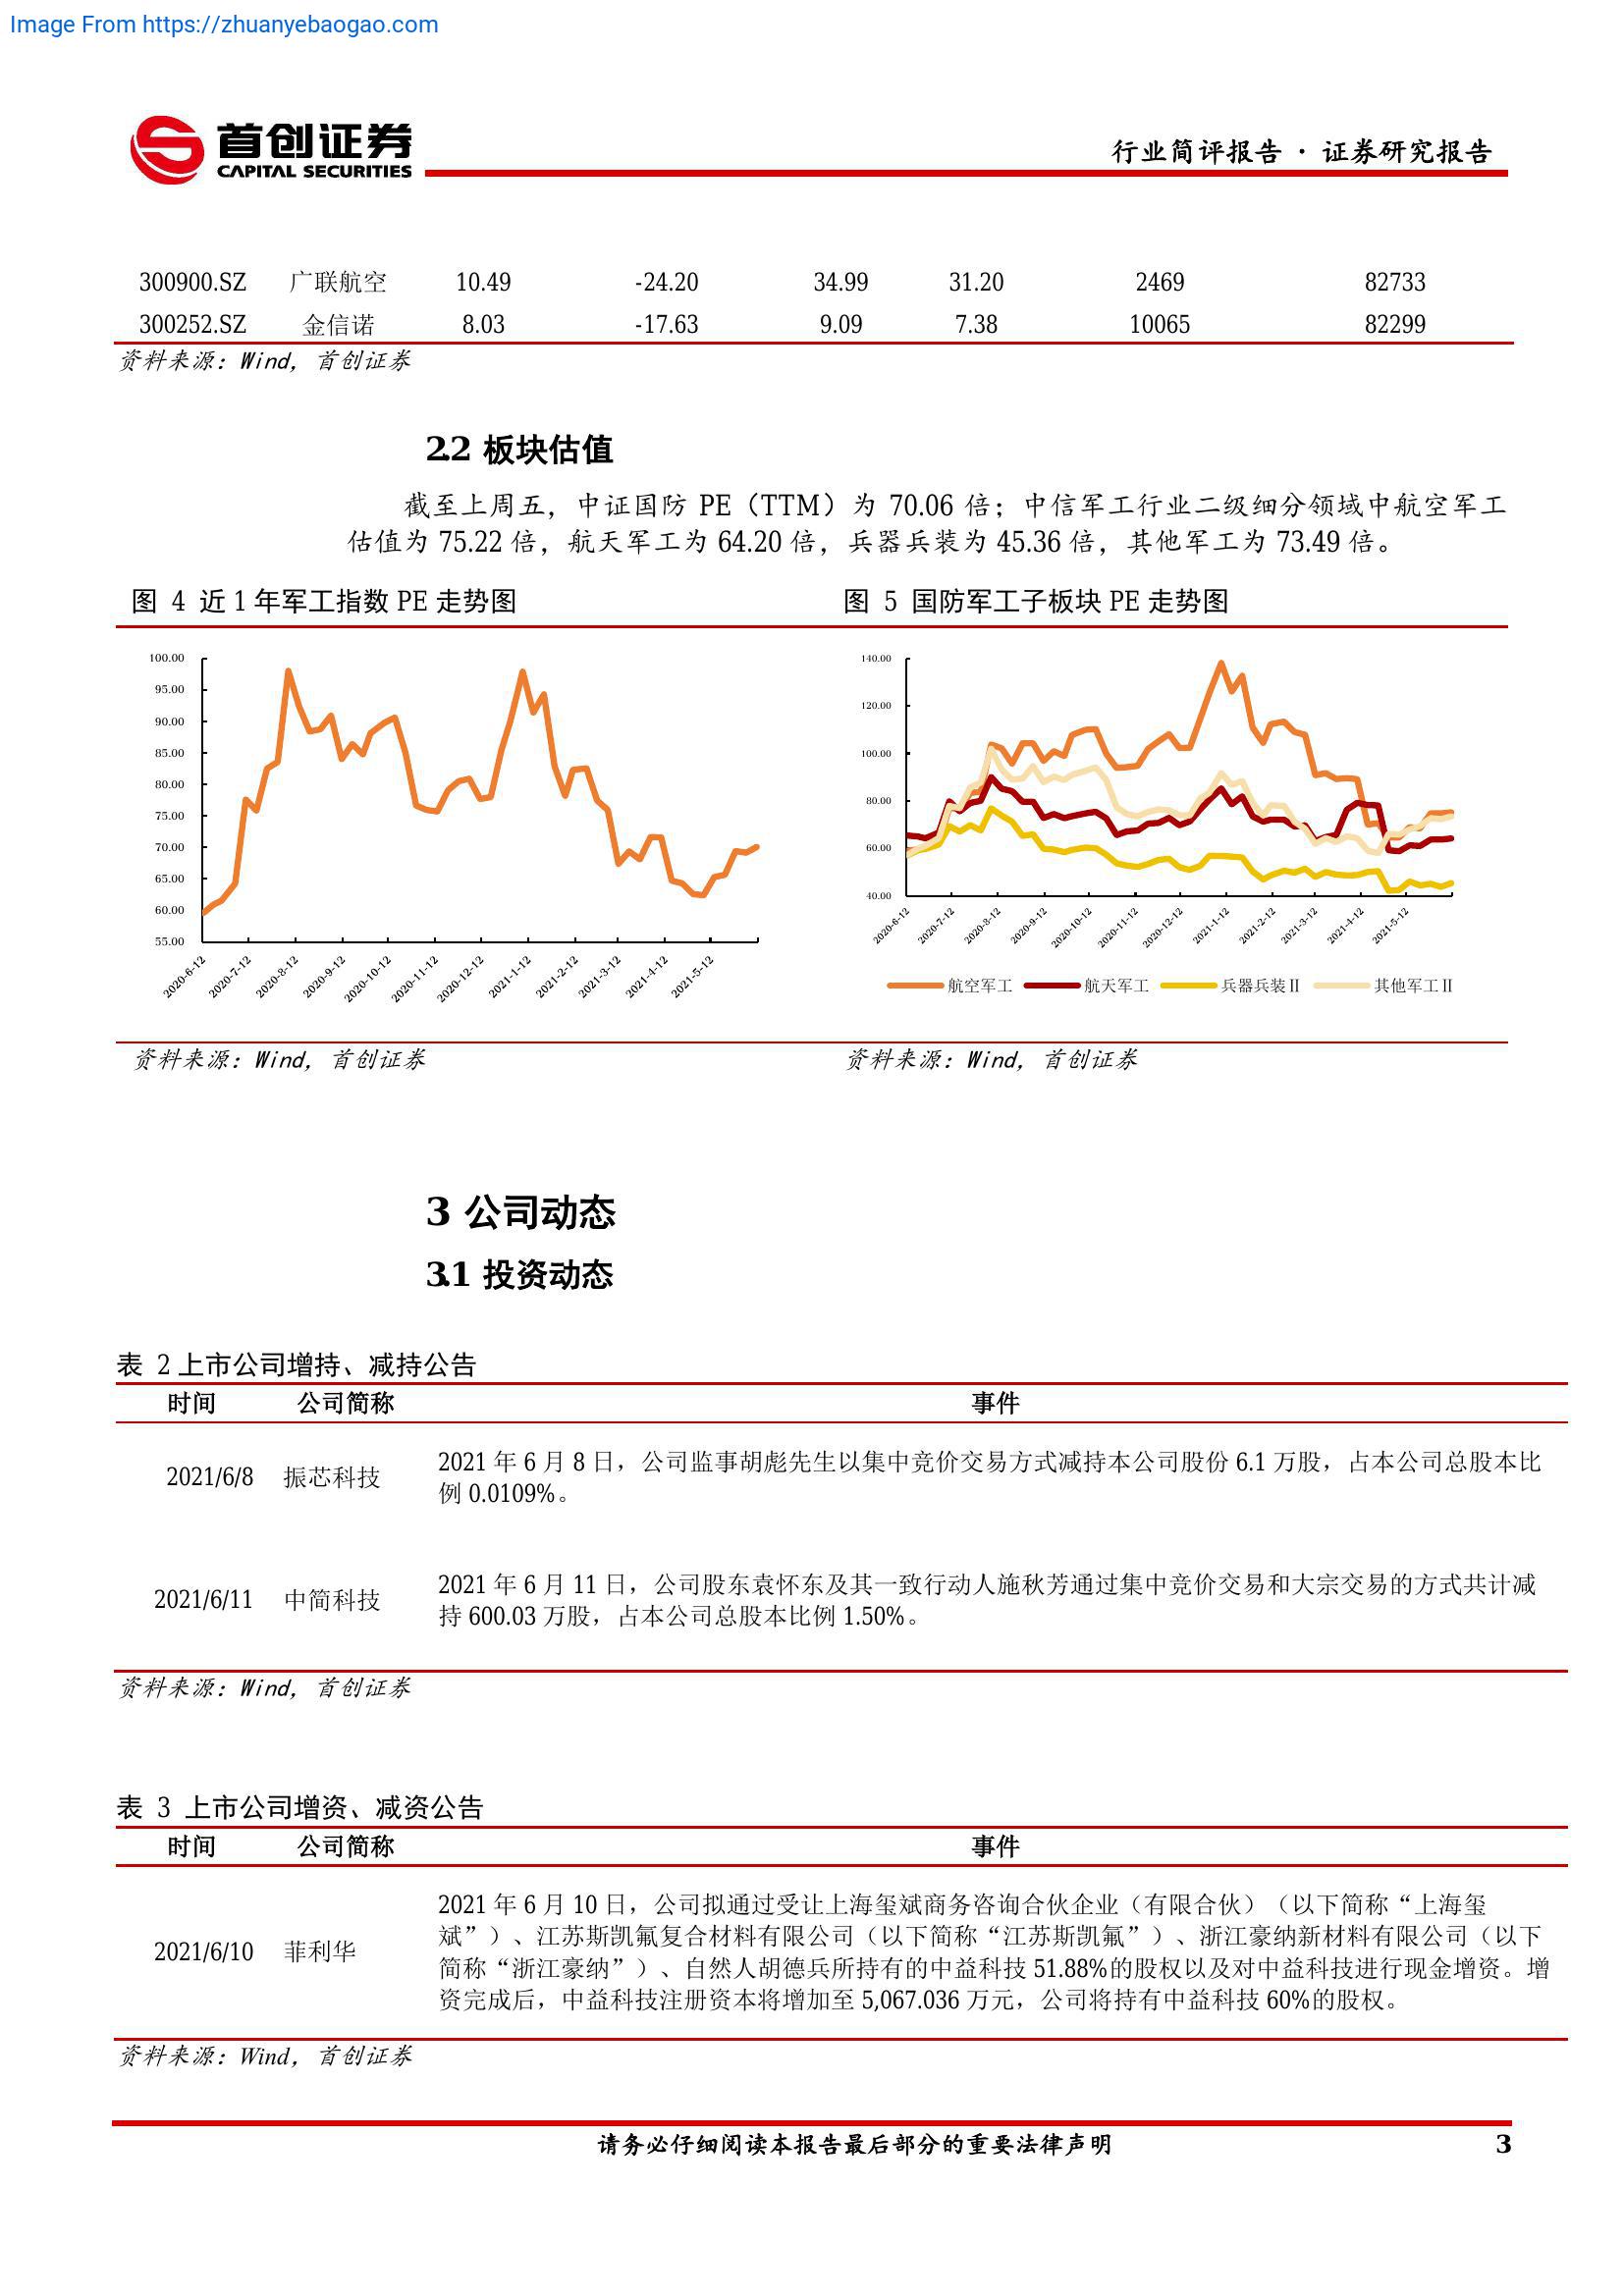 Image From https://zhuanyebaogao.com
首创证券
CAPITAL SECURITIES
行业简评报告 · 证券研究报告
300900.SZ 广联航空 10.49 -24.20 34.99 31.20 2469 82733
300252.SZ 金信诺 8.03 -17.63 9.09 7.38 10065 82299
资料来源：Wind，首创证券
2.2 板块估值
截至上周五，中证国防 PE（TTM）为 70.06 倍；中信军工行业二级细分领域中航空军工
估值为 75.22 倍，航天军工为 64.20 倍，兵器兵装为 45.36 倍，其他军工为 73.49 倍。
图 4 近 1 年军工指数 PE 走势图
图 5 国防军工子板块 PE 走势图
100.00
95.00
90.00
85.00
80.00
75.00
70.00
65.00
60.00
55.00
2020-6-12 2020-7-12 2020-8-12 2020-9-12 2020-10-12 2020-11-12 2020-12-12 2021-1-12 2021-2-12 2021-3-12 2021-4-12 2021-5-12
140.00
120.00
100.00
80.00
60.00
40.00
2020-6-12 2020-7-12 2020-8-12 2020-9-12 2020-10-12 2020-11-12 2020-12-12 2021-1-12 2021-2-12 2021-3-12 2021-4-12 2021-5-12
航空军工 航天军工 兵器兵装Ⅱ 其他军工Ⅱ
资料来源：Wind，首创证券
资料来源：Wind，首创证券
3 公司动态
3.1 投资动态
表 2 上市公司增持、减持公告
时间 公司简称 事件
2021/6/8 振芯科技
2021 年 6 月 8 日，公司监事胡彪先生以集中竞价交易方式减持本公司股份 6.1 万股，占本公司总股本比
例 0.0109%。
2021/6/11 中简科技
2021 年 6 月 11 日，公司股东袁怀东及其一致行动人施秋芳通过集中竞价交易和大宗交易的方式共计减
持 600.03 万股，占本公司总股本比例 1.50%。
资料来源：Wind，首创证券
表 3 上市公司增资、减资公告
时间 公司简称 事件
2021/6/10 菲利华
2021 年 6 月 10 日，公司拟通过受让上海玺斌商务咨询合伙企业（有限合伙）（以下简称“上海玺
斌”）、江苏斯凯氟复合材料有限公司（以下简称“江苏斯凯氟”）、浙江豪纳新材料有限公司（以下
简称“浙江豪纳”）、自然人胡德兵所持有的中益科技 51.88%的股权以及对中益科技进行现金增资。增
资完成后，中益科技注册资本将增加至 5,067.036 万元，公司将持有中益科技 60%的股权。
资料来源：Wind，首创证券
请务必仔细阅读本报告最后部分的重要法律声明
3